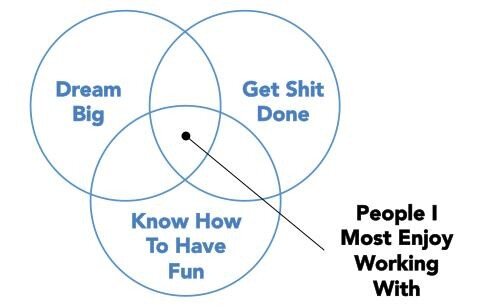 Dream
Big
Get Shit
Done
Know How
To Have
Fun
People I
Most Enjoy
Working
With